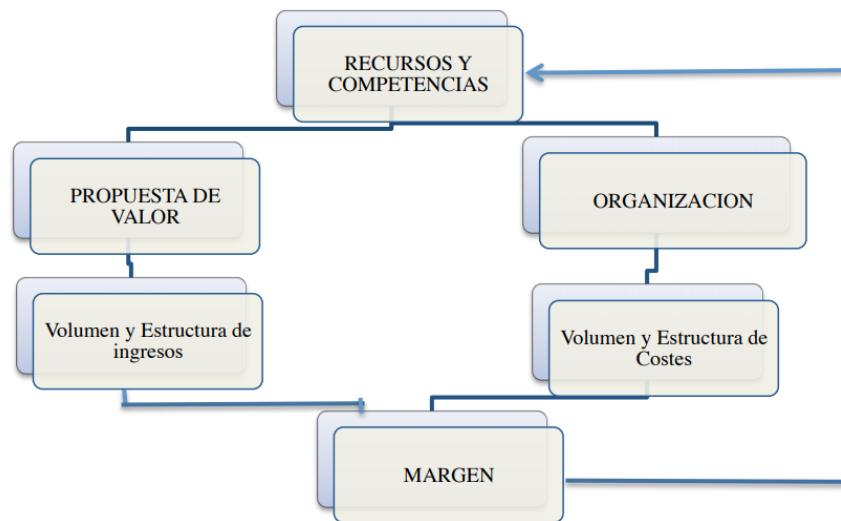 RECURSOS Y
COMPETENCIAS
PROPUESTA DE
VALOR
ORGANIZACION
Volumen y Estructura de
ingresos
Volumen y Estructura de
Costes
MARGEN